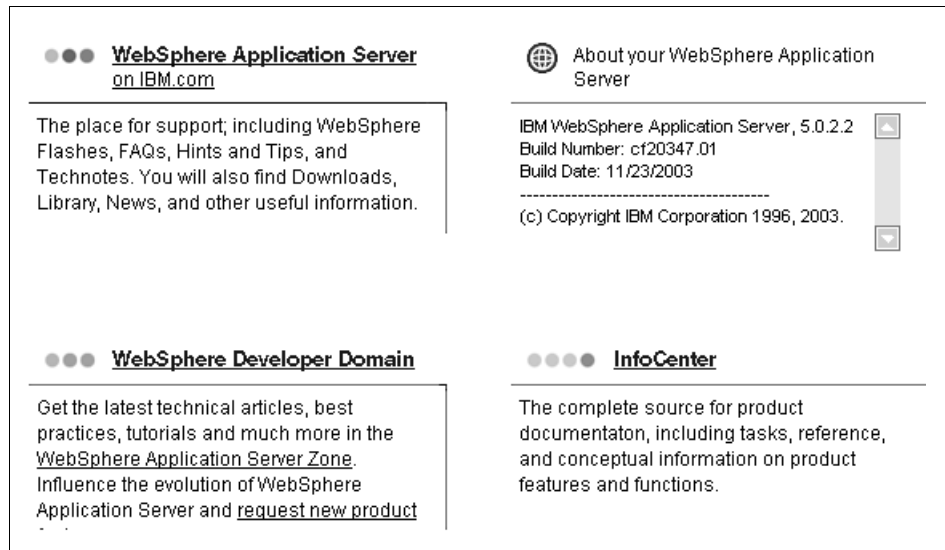 WebSphere Application Server
on IBM.com
The place for support; including WebSphere
Flashes, FAQs, Hints and Tips, and
Technotes. You will also find Downloads,
Library, News, and other useful information.
About your WebSphere Application
Server
IBM WebSphere Application Server, 5.0.2.2
Build Number: cf20347.01
Build Date: 11/23/2003
----------------------------------------
(c) Copyright IBM Corporation 1996, 2003.
WebSphere Developer Domain
Get the latest technical articles, best
practices, tutorials and much more in the
WebSphere Application Server Zone.
Influence the evolution of WebSphere
Application Server and request new product
InfoCenter
The complete source for product
documentaton, including tasks, reference,
and conceptual information on product
features and functions.